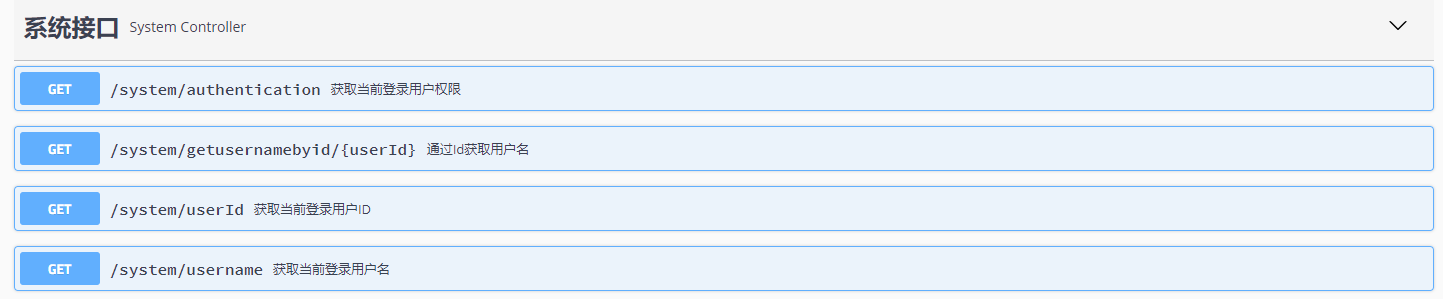 系统接口 System Controller
GET /system/authentication 获取当前登录用户权限
GET /system/getusernamebyid/{userId} 通过Id获取用户名
GET /system/userId 获取当前登录用户ID
GET /system/username 获取当前登录用户名